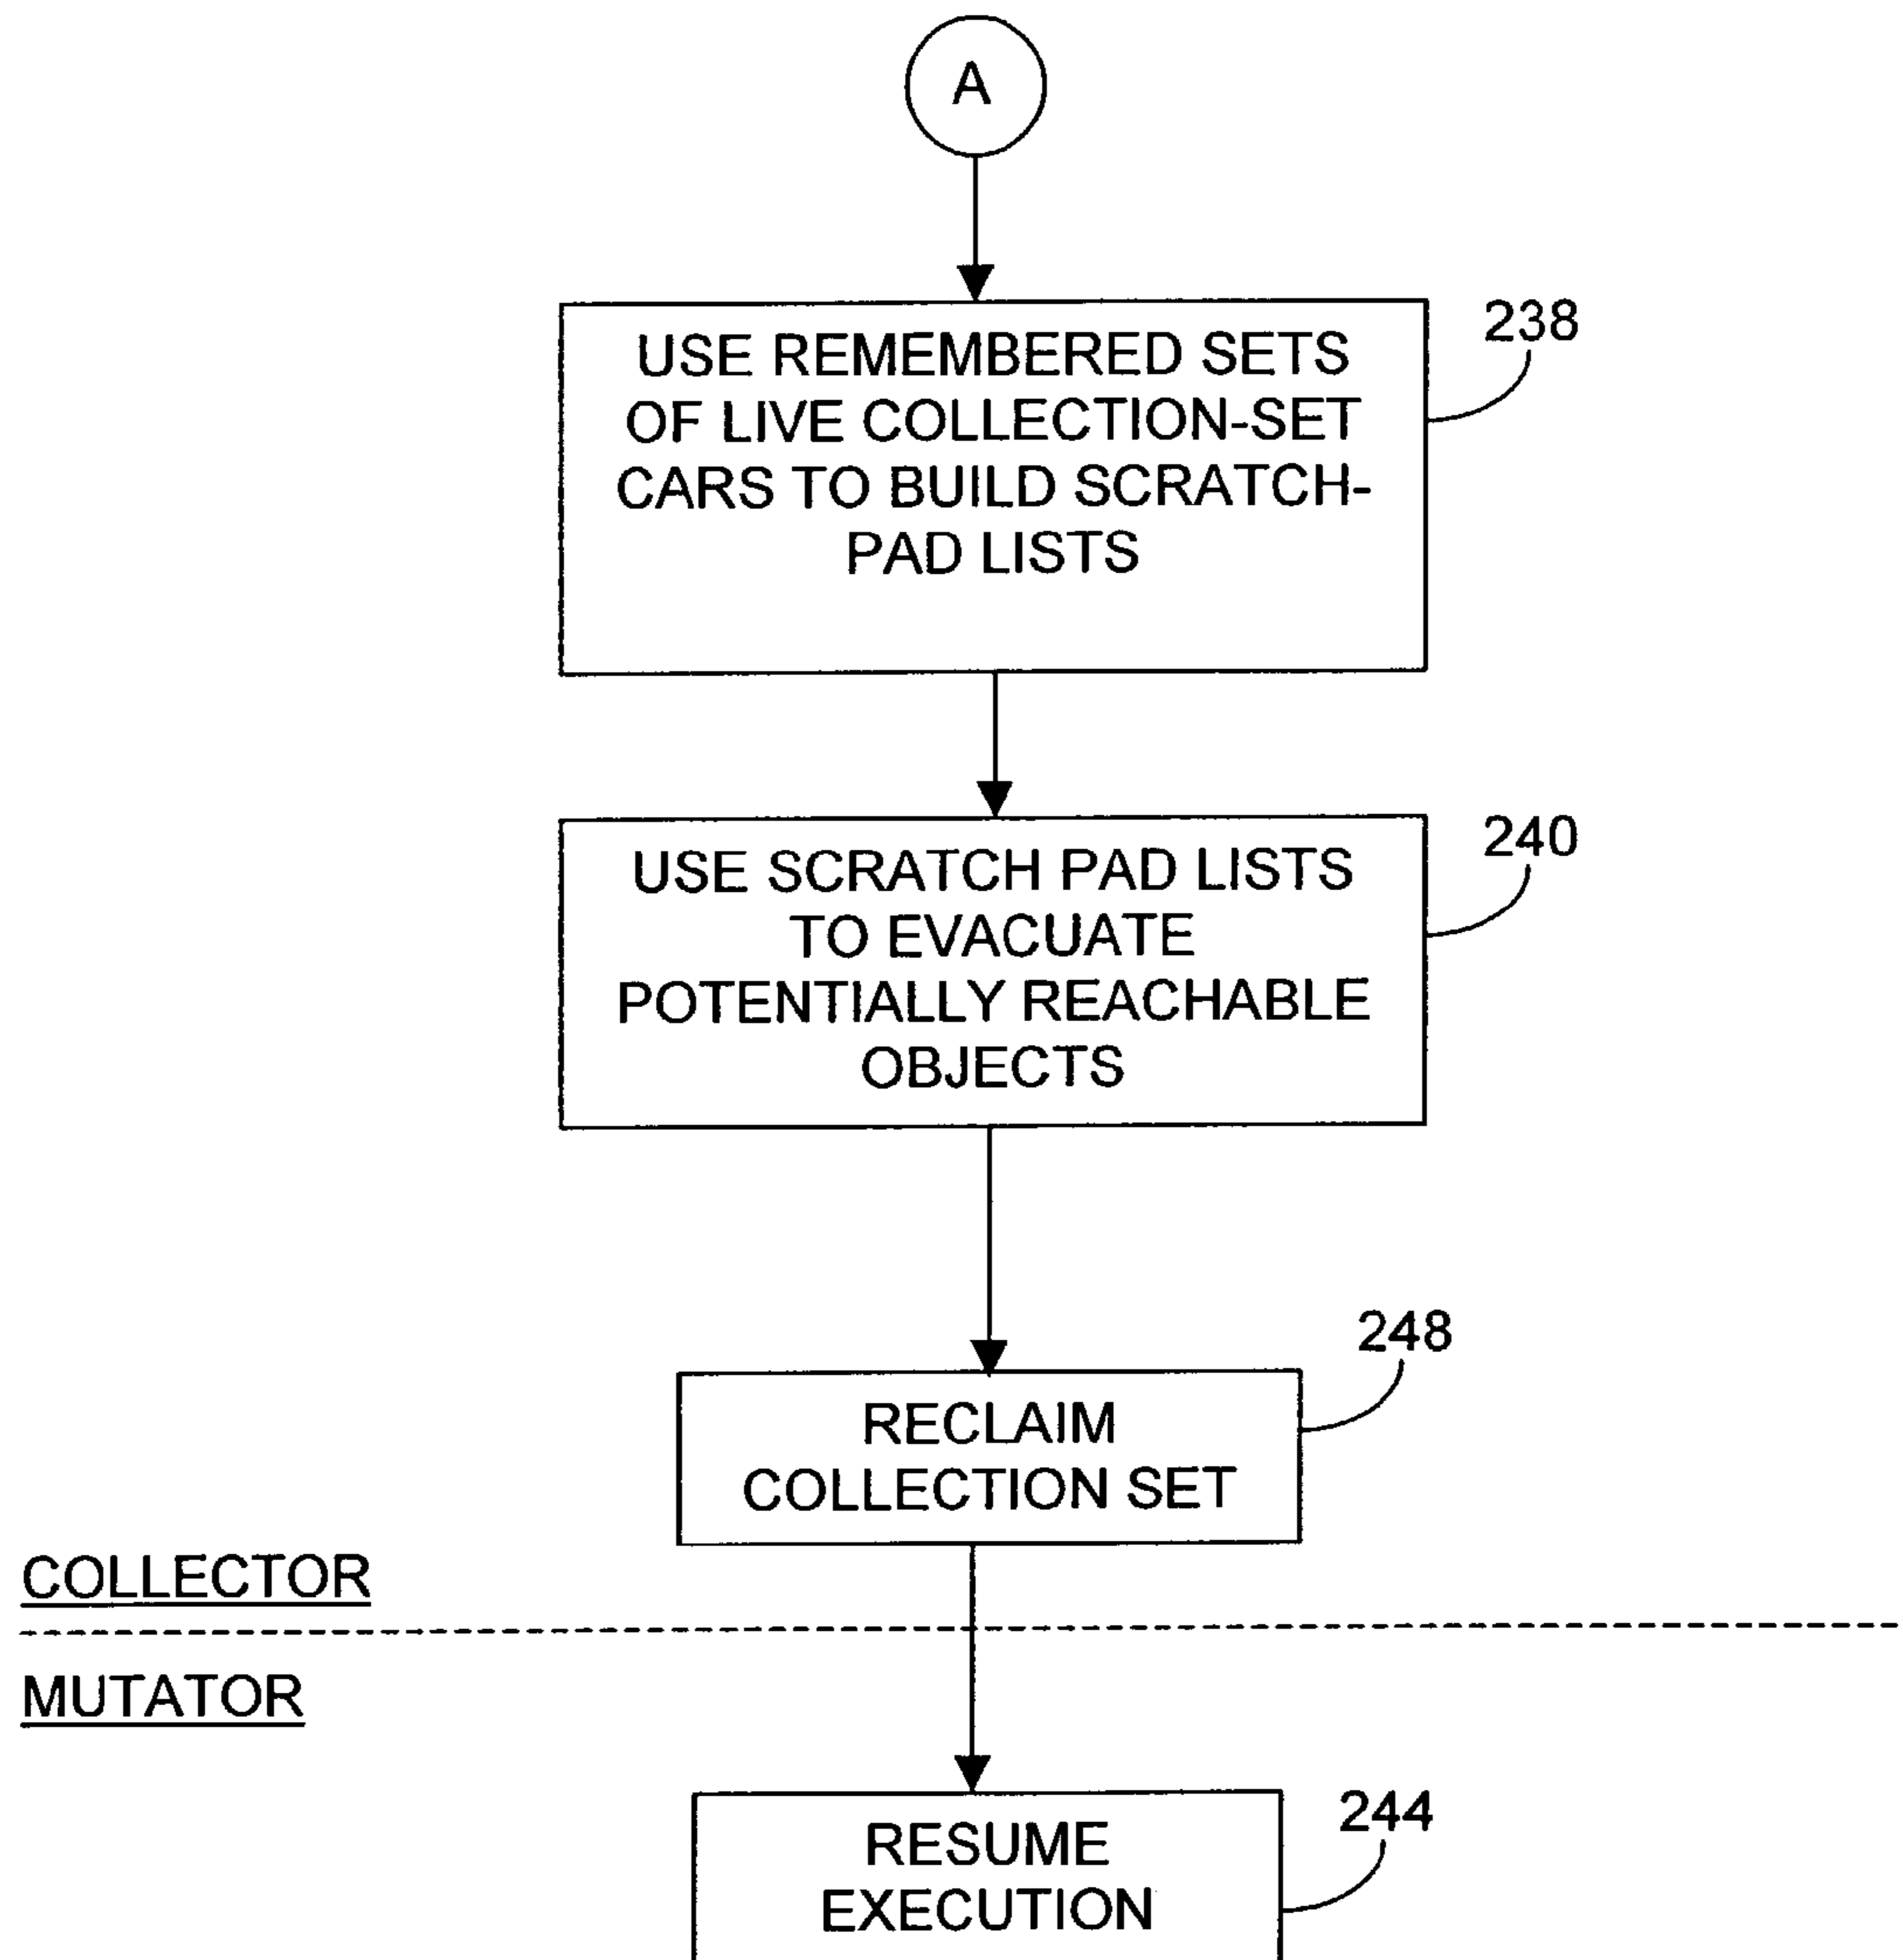 A
USE REMEMBERED SETS
OF LIVE COLLECTION-SET
CARS TO BUILD SCRATCH-
PAD LISTS
238
USE SCRATCH PAD LISTS
TO EVACUATE
POTENTIALLY REACHABLE
OBJECTS
240
RECLAIM
COLLECTION SET
248
COLLECTOR
MUTATOR
RESUME
EXECUTION
244